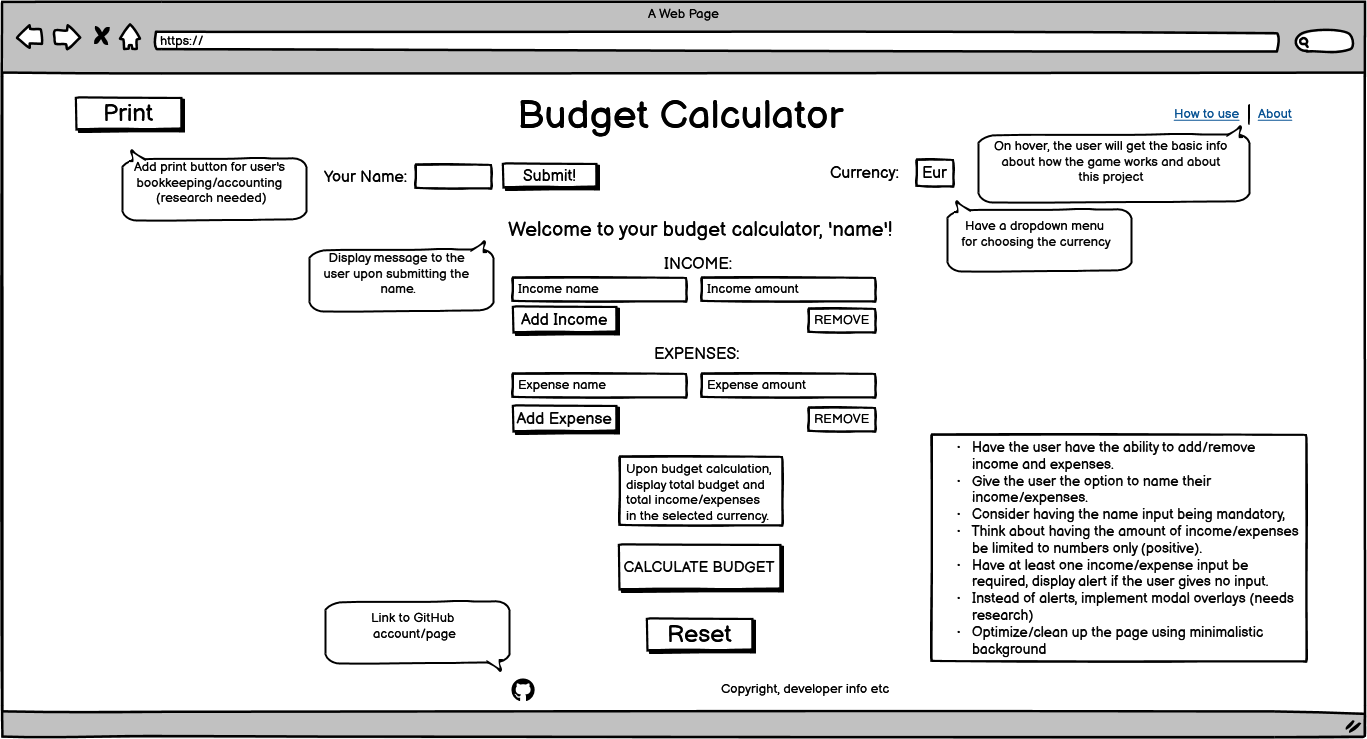 A Web Page
https://
Print
Budget Calculator
How to use
About
On hover, the user will get the basic info
about how the game works and about
this project
Add print button for user's
bookkeeping/accounting
(research needed)
Your Name:
Submit!
Currency:
Eur
Have a dropdown menu
for choosing the currency
Welcome to your budget calculator, 'name'!
Display message to the
user upon submitting the
name.
INCOME:
Income name
Income amount
Add Income
REMOVE
EXPENSES:
Expense name
Expense amount
Add Expense
REMOVE
Upon budget calculation,
display total budget and
total income/expenses
in the selected currency.
CALCULATE BUDGET
Reset
· Have the user have the ability to add/remove
income and expenses.
· Give the user the option to name their
income/expenses.
· Consider having the name input being mandatory,
· Think about having the amount of income/expenses
be limited to numbers only (positive).
· Have at least one income/expense input be
required, display alert if the user gives no input.
· Instead of alerts, implement modal overlays (needs
research)
· Optimize/clean up the page using minimalistic
background
Link to GitHub
account/page
Copyright, developer info etc